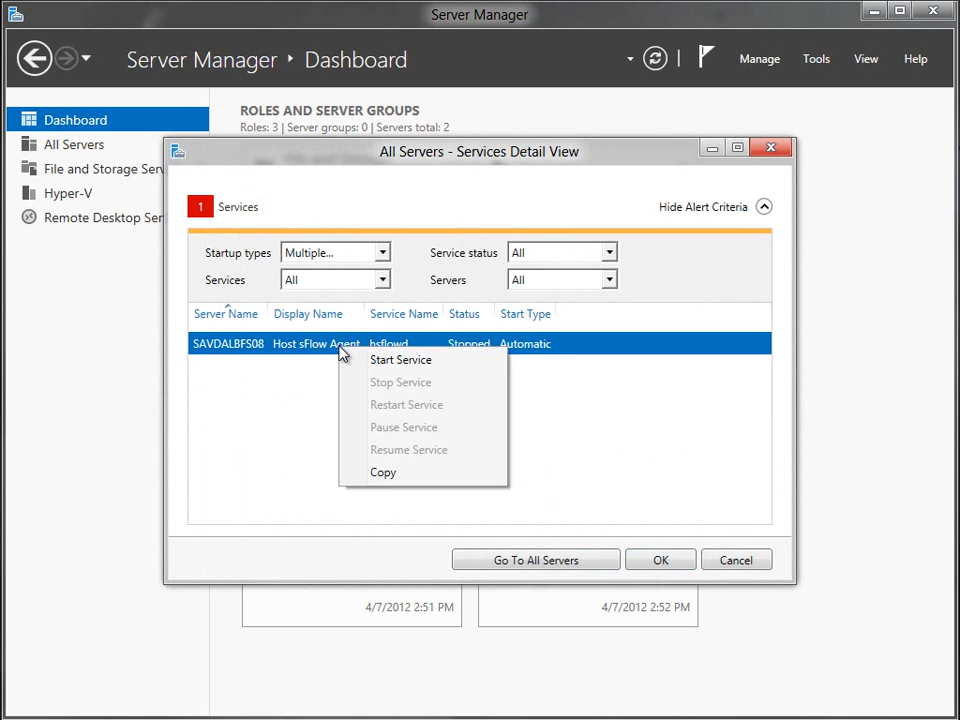 Server Manager
Server Manager ‣ Dashboard
Manage Tools View Help
Dashboard
All Servers
File and Storage Serv
Hyper-V
Remote Desktop Ser
ROLES AND SERVER GROUPS
Roles: 3 | Server groups: 0 | Servers total: 2
All Servers - Services Detail View
1 Services
Hide Alert Criteria
Startup types Multiple... Service status All
Services All Servers All
Server Name Display Name Service Name Status Start Type
SAVDALBFS08 Host sFlow Agent hsflowd Stopped Automatic
Start Service
Stop Service
Restart Service
Pause Service
Resume Service
Copy
Go To All Servers OK Cancel
4/7/2012 2:51 PM 4/7/2012 2:52 PM